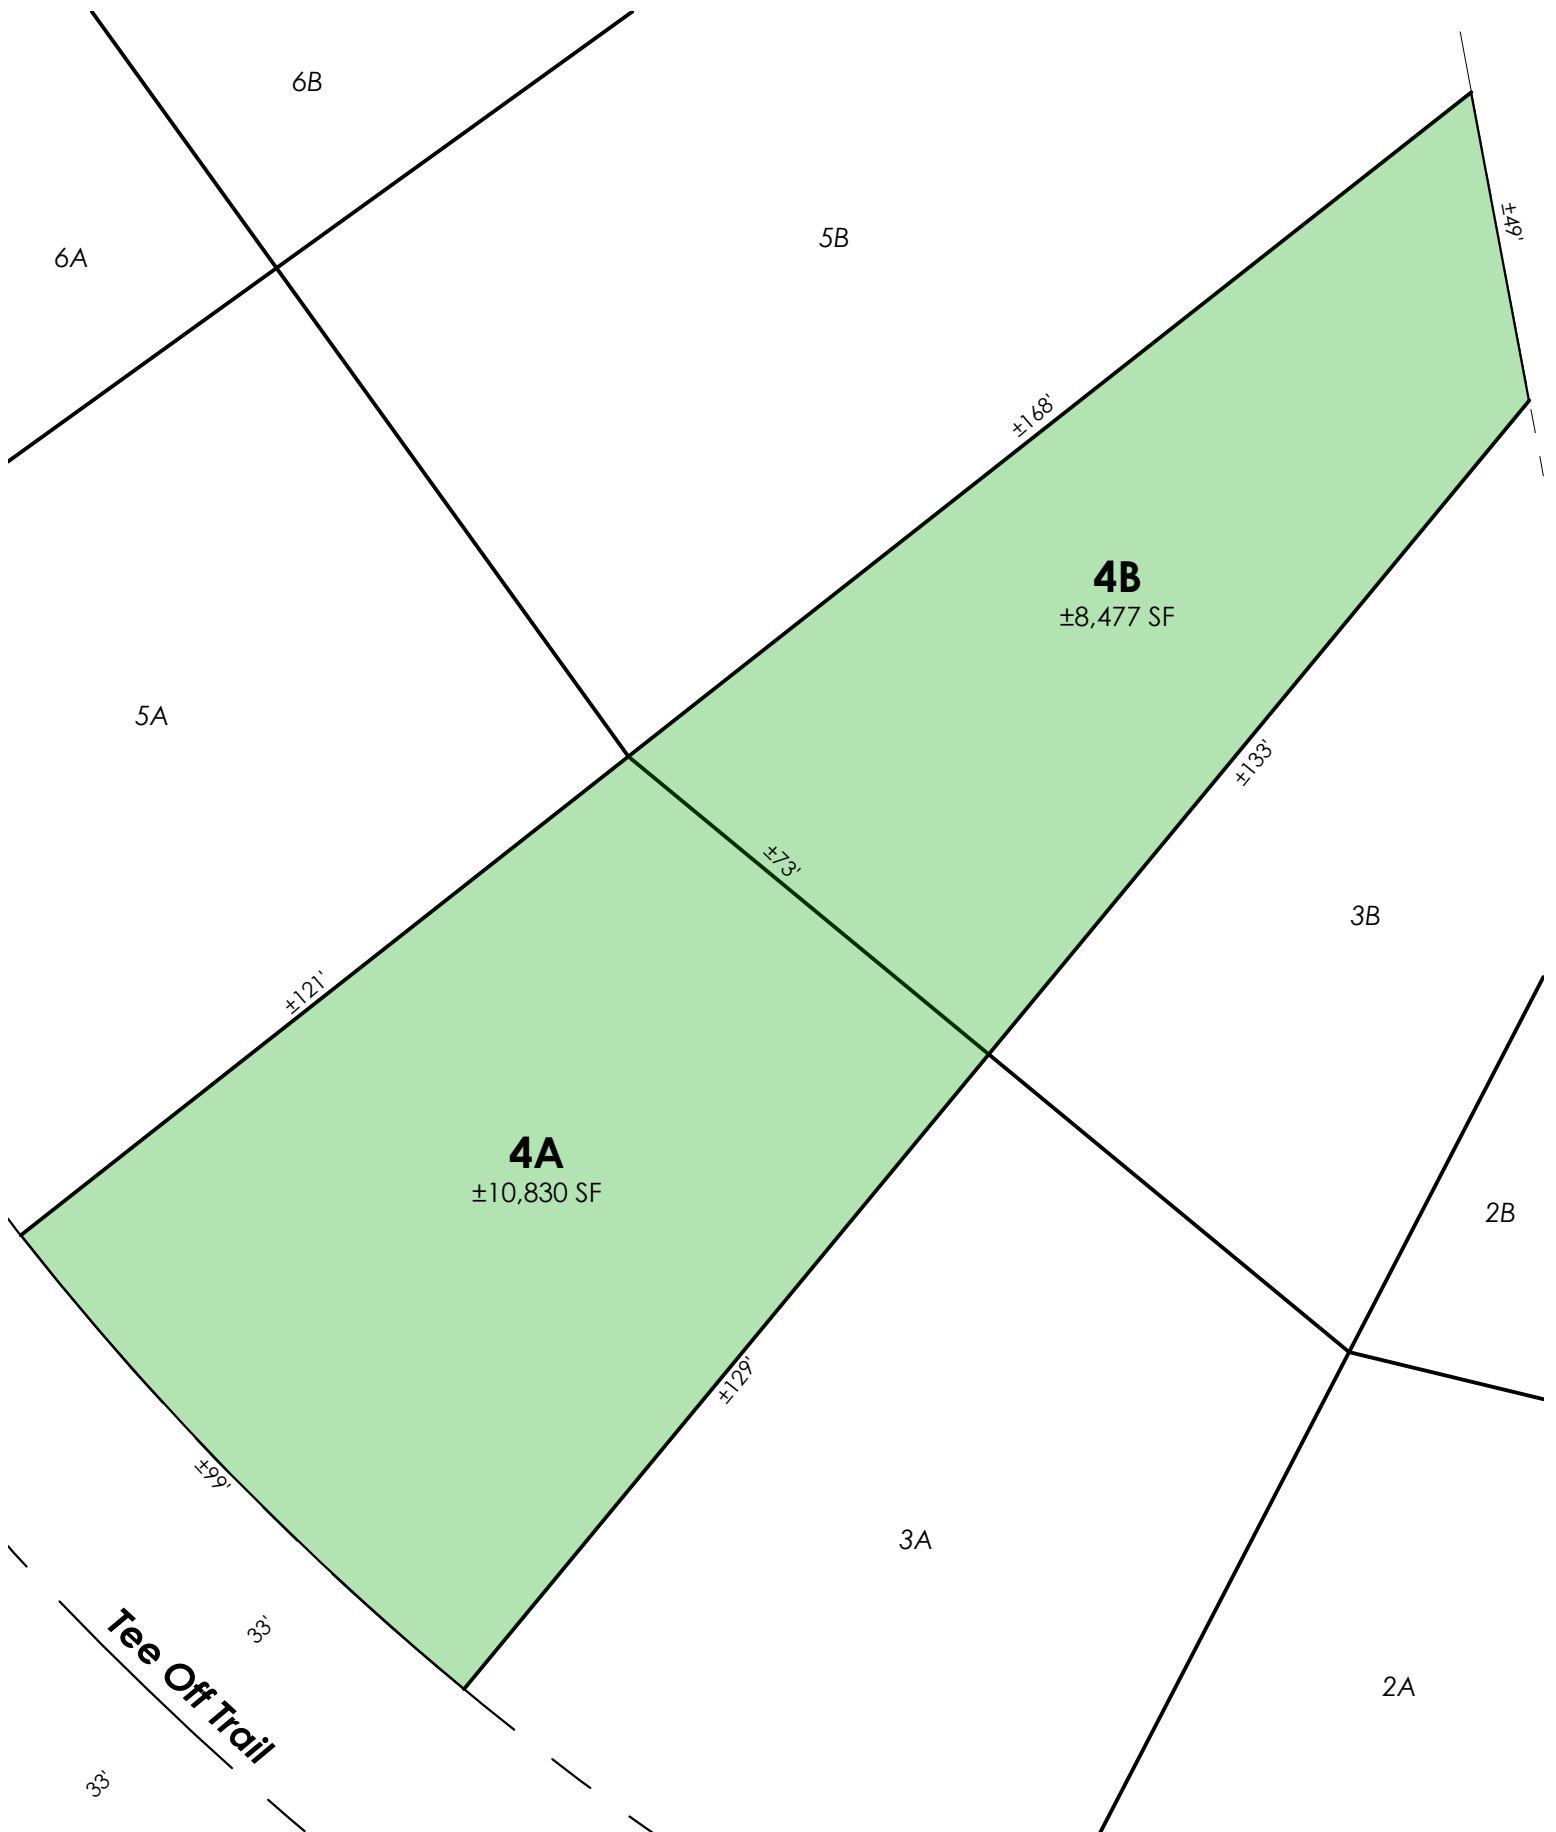 6B
±49'
5B
6A
±168'
4B
±8,477 SF
5A
±133'
±73'
3B
±121'
4A
±10,830 SF
2B
±129'
±99'
3A
33'
Tee Off Trail
2A
33'